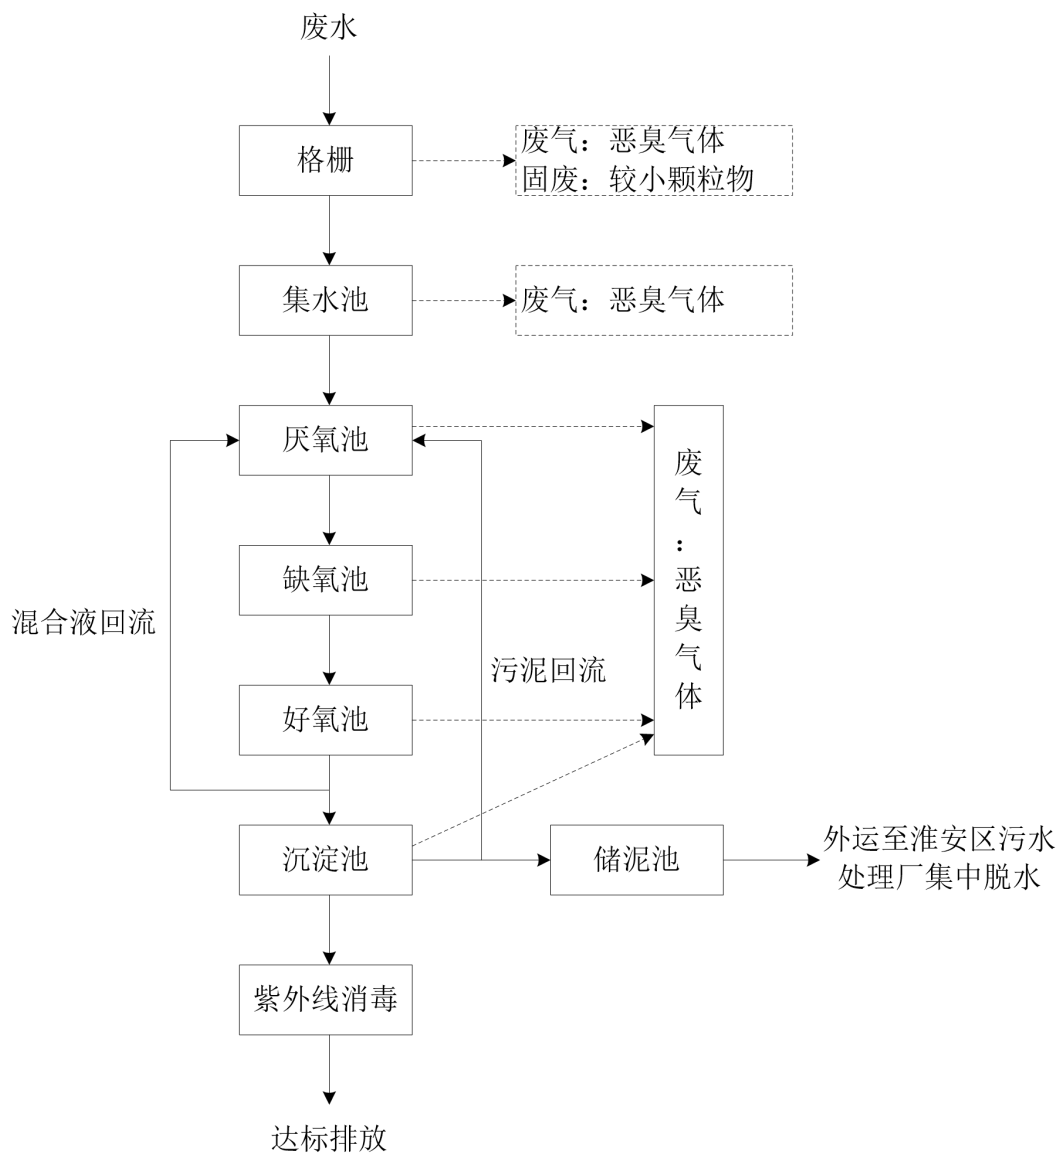 废水
格栅
废气：恶臭气体
固废：较小颗粒物
集水池
废气：恶臭气体
厌氧池
废气：恶臭气体
缺氧池
混合液回流
污泥回流
好氧池
沉淀池
储泥池
外运至淮安区污水
处理厂集中脱水
紫外线消毒
达标排放